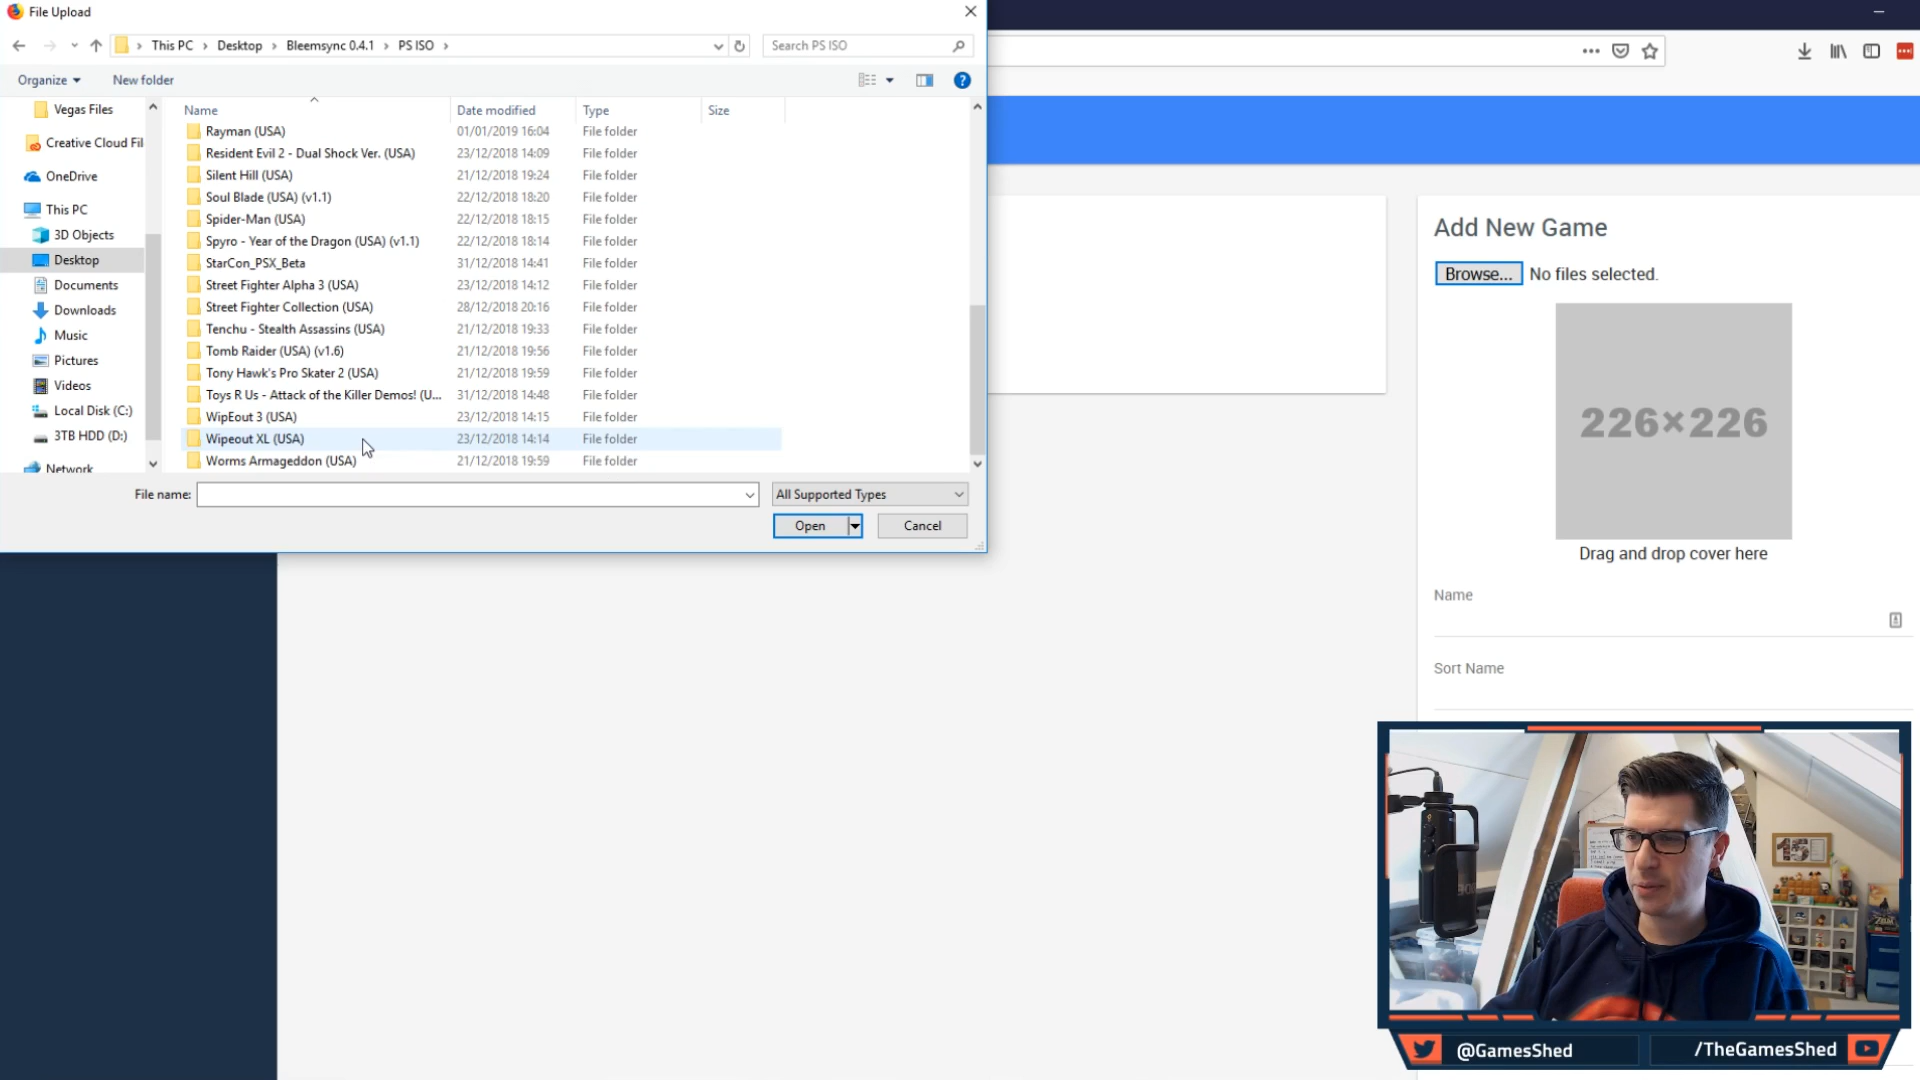 File Upload
This PC > Desktop > Bleemsync 0.4.1 > PS ISO >
Search PS ISO
Organize
New folder
Name
Date modified
Type
Size
Vegas Files
Creative Cloud Fil
OneDrive
This PC
3D Objects
Desktop
Documents
Downloads
Music
Pictures
Videos
Local Disk (C:)
3TB HDD (D:)
Network
Rayman (USA) 01/01/2019 16:04 File folder
Resident Evil 2 - Dual Shock Ver. (USA) 23/12/2018 14:09 File folder
Silent Hill (USA) 21/12/2018 19:24 File folder
Soul Blade (USA) (v1.1) 22/12/2018 18:20 File folder
Spider-Man (USA) 22/12/2018 18:15 File folder
Spyro - Year of the Dragon (USA) (v1.1) 22/12/2018 18:14 File folder
StarCon_PSX_Beta 31/12/2018 14:41 File folder
Street Fighter Alpha 3 (USA) 23/12/2018 14:12 File folder
Street Fighter Collection (USA) 28/12/2018 20:16 File folder
Tenchu - Stealth Assassins (USA) 21/12/2018 19:33 File folder
Tomb Raider (USA) (v1.6) 21/12/2018 19:56 File folder
Tony Hawk's Pro Skater 2 (USA) 21/12/2018 19:59 File folder
Toys R Us - Attack of the Killer Demos! (U... 31/12/2018 14:48 File folder
WipEout 3 (USA) 23/12/2018 14:15 File folder
Wipeout XL (USA) 23/12/2018 14:14 File folder
Worms Armageddon (USA) 21/12/2018 19:59 File folder
File name:
All Supported Types
Open
Cancel
Add New Game
Browse... No files selected.
226×226
Drag and drop cover here
Name
Sort Name
@GamesShed
/TheGamesShed